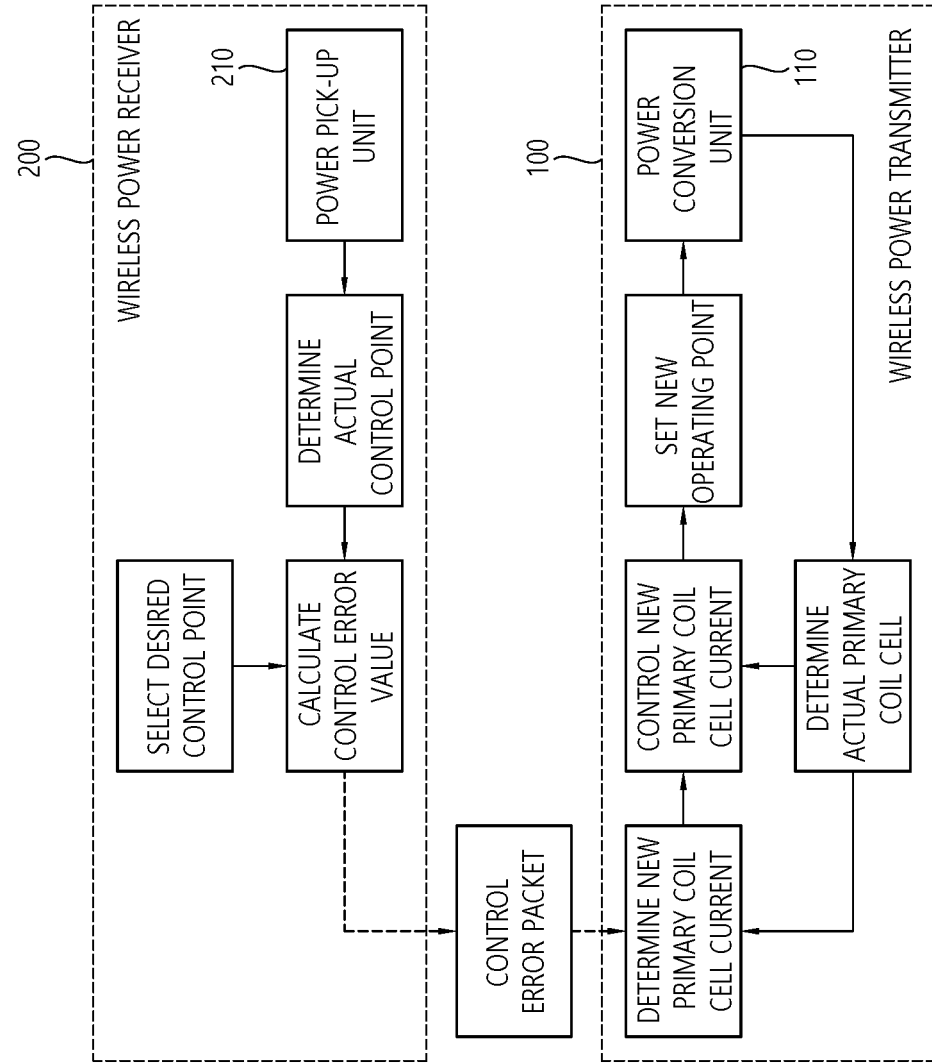 200
WIRELESS POWER RECEIVER
SELECT DESIRED
CONTROL POINT
210
POWER PICK-UP
UNIT
DETERMINE
ACTUAL
CONTROL POINT
CALCULATE
CONTROL ERROR
VALUE
CONTROL
ERROR PACKET
100
DETERMINE NEW
PRIMARY COIL
CELL CURRENT
CONTROL NEW
PRIMARY COIL
CELL CURRENT
SET NEW
OPERATING POINT
POWER
CONVERSION
UNIT
110
DETERMINE
ACTUAL PRIMARY
COIL CELL
WIRELESS POWER TRANSMITTER